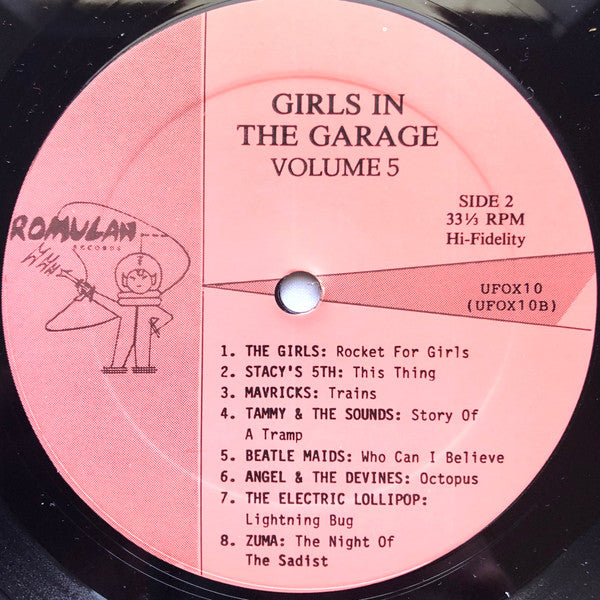 GIRLS IN
THE GARAGE
VOLUME 5
SIDE 2
33⅓ RPM
Hi-Fidelity
ROMULAN
RECORDS
UFOX10
(UFOX10B)
1. THE GIRLS: Rocket For Girls
2. STACY'S 5TH: This Thing
3. MAVRICKS: Trains
4. TAMMY & THE SOUNDS: Story Of
A Tramp
5. BEATLE MAIDS: Who Can I Believe
6. ANGEL & THE DEVINES: Octopus
7. THE ELECTRIC LOLLIPOP:
Lightning Bug
8. ZUMA: The Night Of
The Sadist